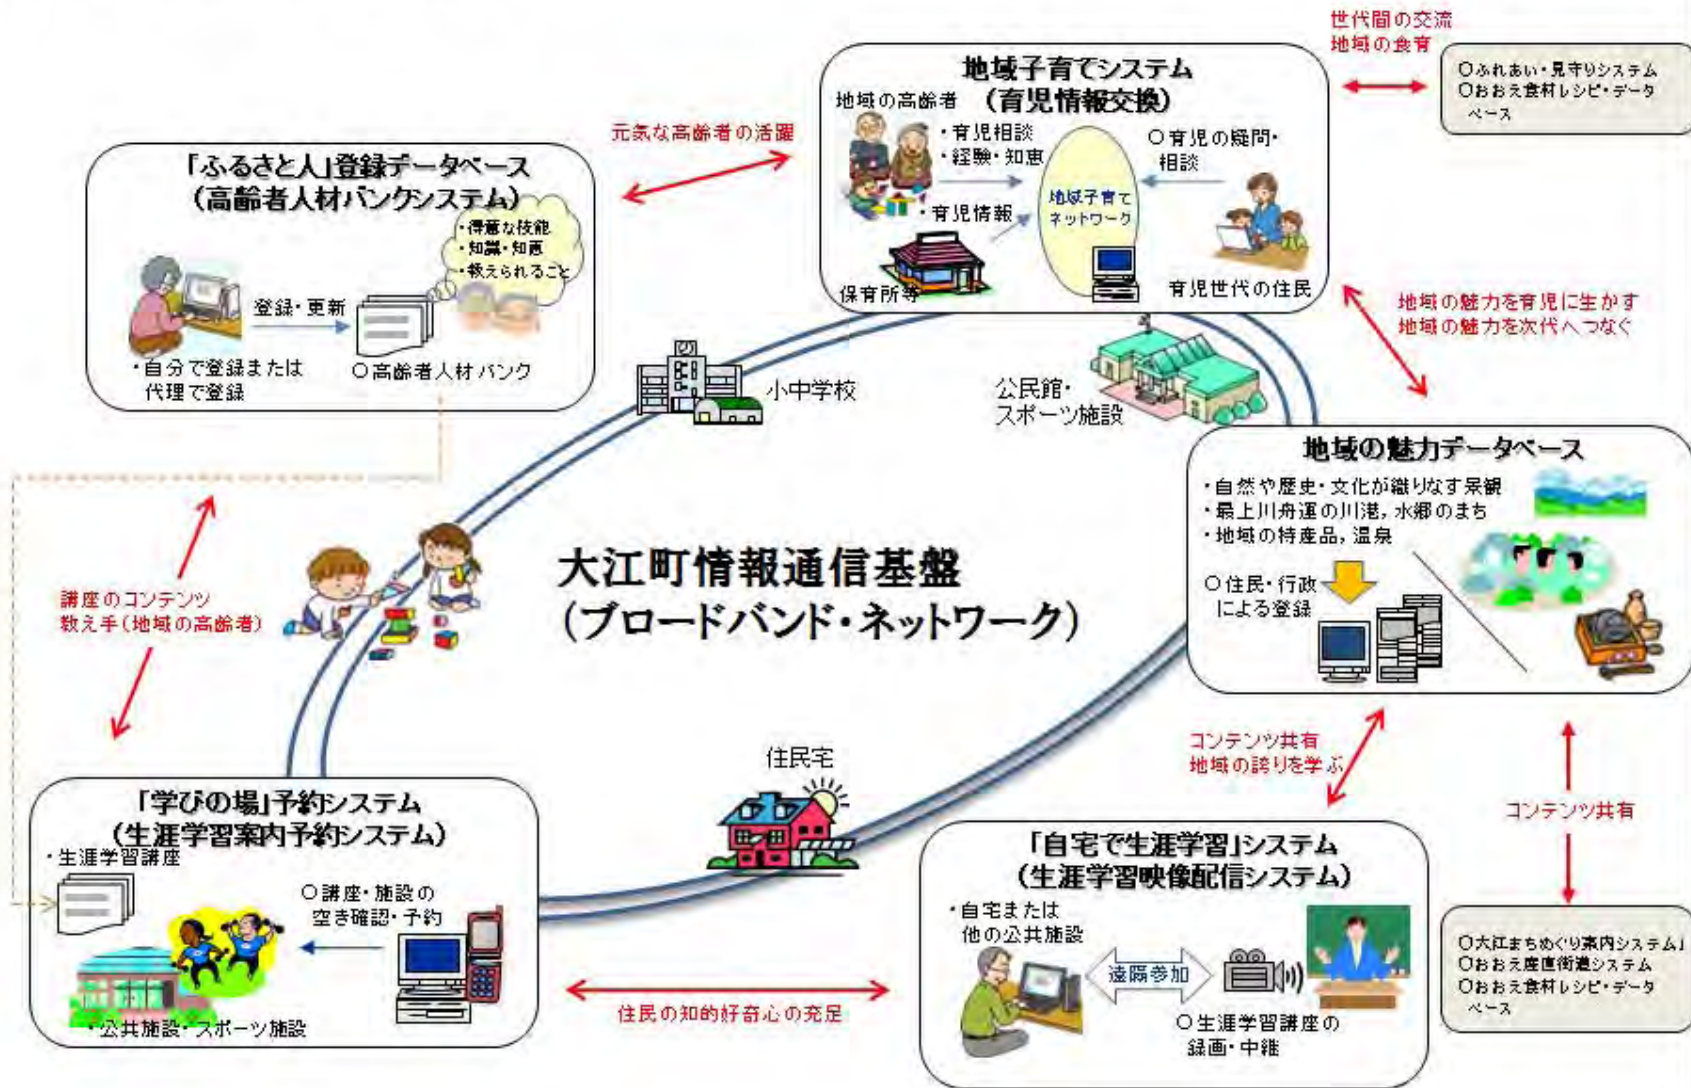 世代間の交流
地域の食育
○ふれあい・見守りシステム
○おおえ食材レシピ・データ
ベース
地域子育てシステム
（育児情報交換）
地域の高齢者
・育児相談
・経験・知恵
○育児の疑問・
相談
・育児情報
地域子育て
ネットワーク
保育所等
育児世代の住民
元気な高齢者の活躍
「ふるさと人」登録データベース
（高齢者人材バンクシステム）
・得意な技能
・知識・知恵
・教えられること
登録・更新
・自分で登録または
代理で登録
○高齢者人材バンク
地域の魅力を育児に生かす
地域の魅力を次代へつなぐ
小中学校
公民館・
スポーツ施設
地域の魅力データベース
・自然や歴史・文化が織りなす景観
・最上川舟運の川港，水郷のまち
・地域の特産品，温泉
○住民・行政
による登録
大江町情報通信基盤
（ブロードバンド・ネットワーク）
講座のコンテンツ
教え手（地域の高齢者）
コンテンツ共有
地域の誇りを学ぶ
コンテンツ共有
住民宅
「学びの場」予約システム
（生涯学習案内予約システム）
・生涯学習講座
○講座・施設の
空き確認・予約
・公共施設・スポーツ施設
住民の知的好奇心の充足
「自宅で生涯学習」システム
（生涯学習映像配信システム）
・自宅または
他の公共施設
遠隔参加
○生涯学習講座の
録画・中継
○大江まちめぐり案内システム」
○おおえ産直街道システム
○おおえ食材レシピ・データ
ベース